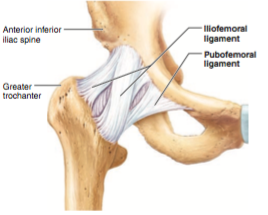 Anterior inferior
iliac spine
Iliofemoral
ligament
Pubofemoral
ligament
Greater
trochanter